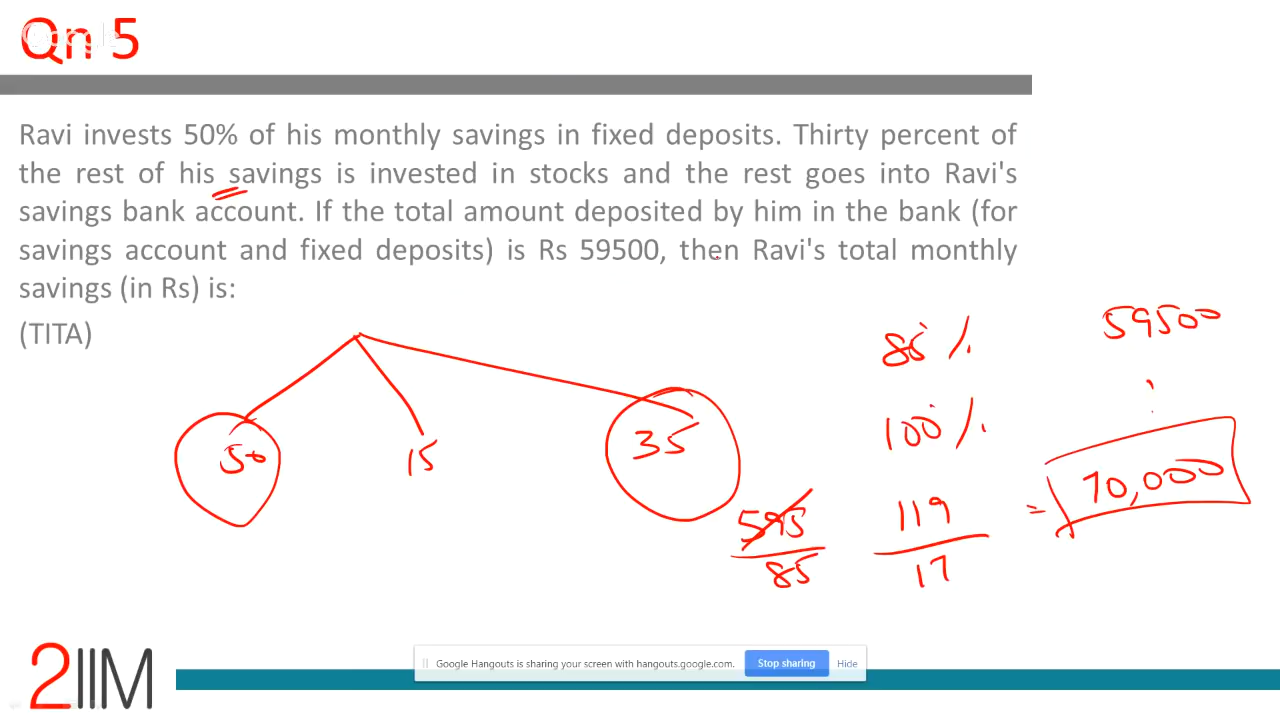 Qn 5
Ravi invests 50% of his monthly savings in fixed deposits. Thirty percent of
the rest of his savings is invested in stocks and the rest goes into Ravi's
savings bank account. If the total amount deposited by him in the bank (for
savings account and fixed deposits) is Rs 59500, then Ravi's total monthly
savings (in Rs) is:
(TITA)
50
15
35
85 %
59500
100 %
70,000
595
85
119
17
=
2IIM
Google Hangouts is sharing your screen with hangouts.google.com.
Stop sharing
Hide